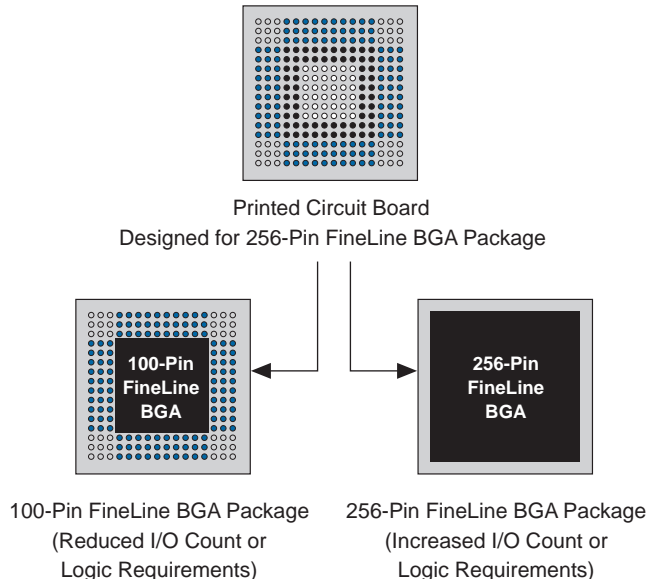 Printed Circuit Board
Designed for 256-Pin FineLine BGA Package
100-Pin
FineLine
BGA
256-Pin
FineLine
BGA
100-Pin FineLine BGA Package
(Reduced I/O Count or
Logic Requirements)
256-Pin FineLine BGA Package
(Increased I/O Count or
Logic Requirements)